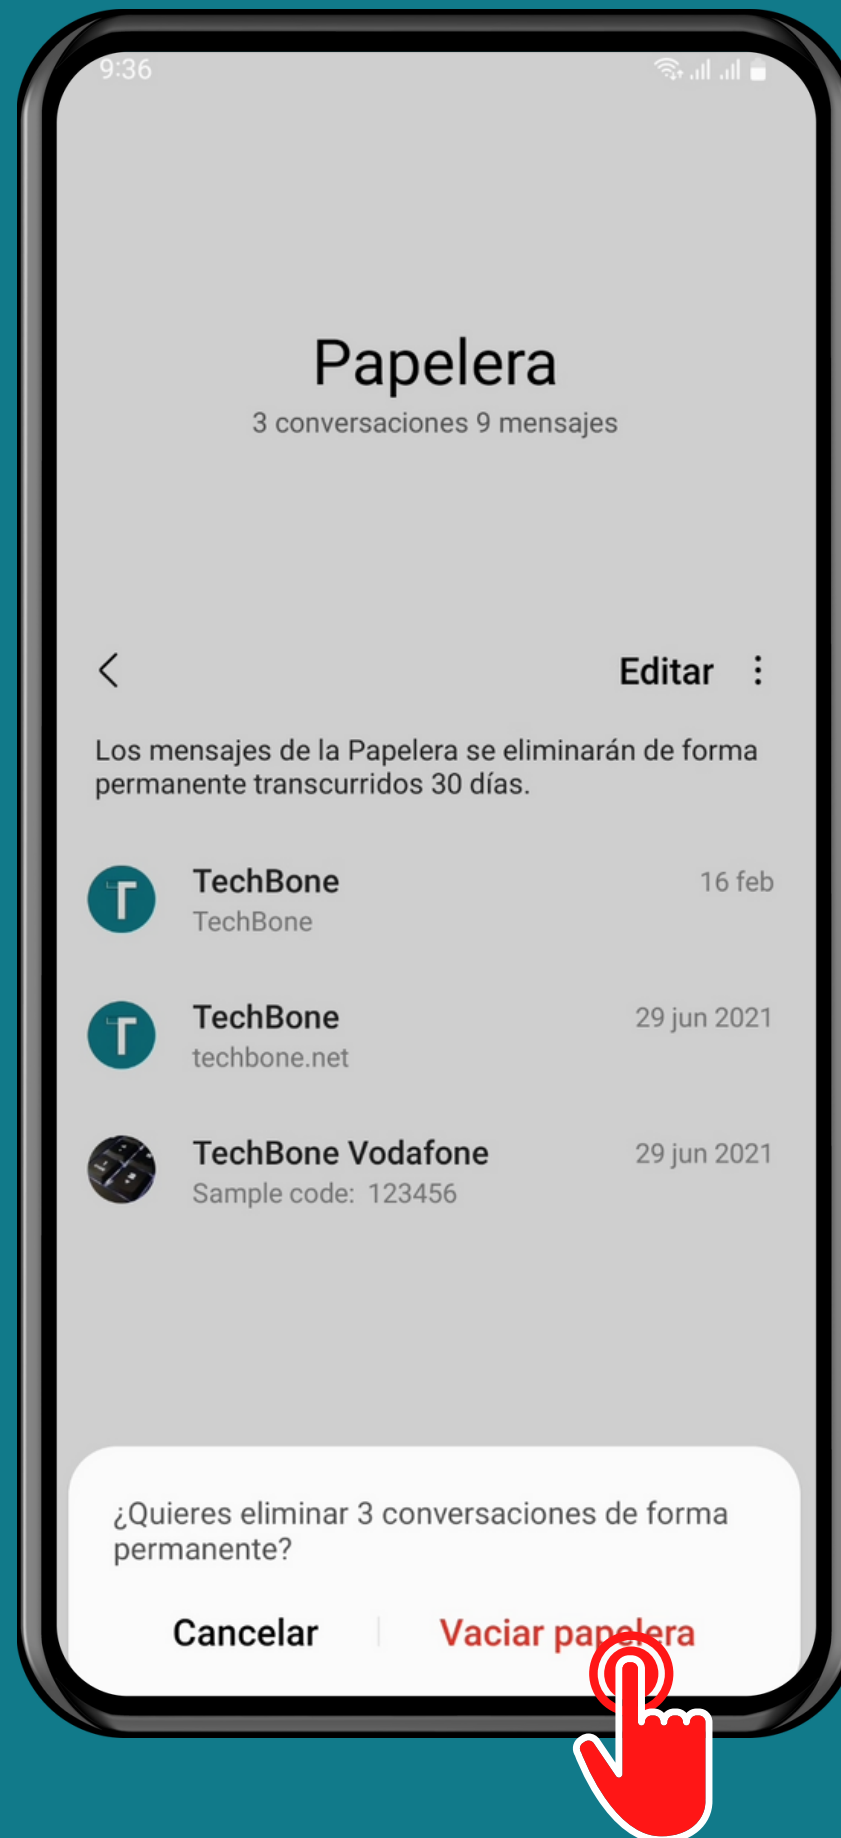 9:36
Papelera
3 conversaciones 9 mensajes
Editar
Los mensajes de la Papelera se eliminarán de forma
permanente transcurridos 30 días.
T
TechBone
16 feb
TechBone
T
TechBone
29 jun 2021
techbone.net
TechBone Vodafone
29 jun 2021
Sample code: 123456
¿Quieres eliminar 3 conversaciones de forma
permanente?
Cancelar
Vaciar papelera